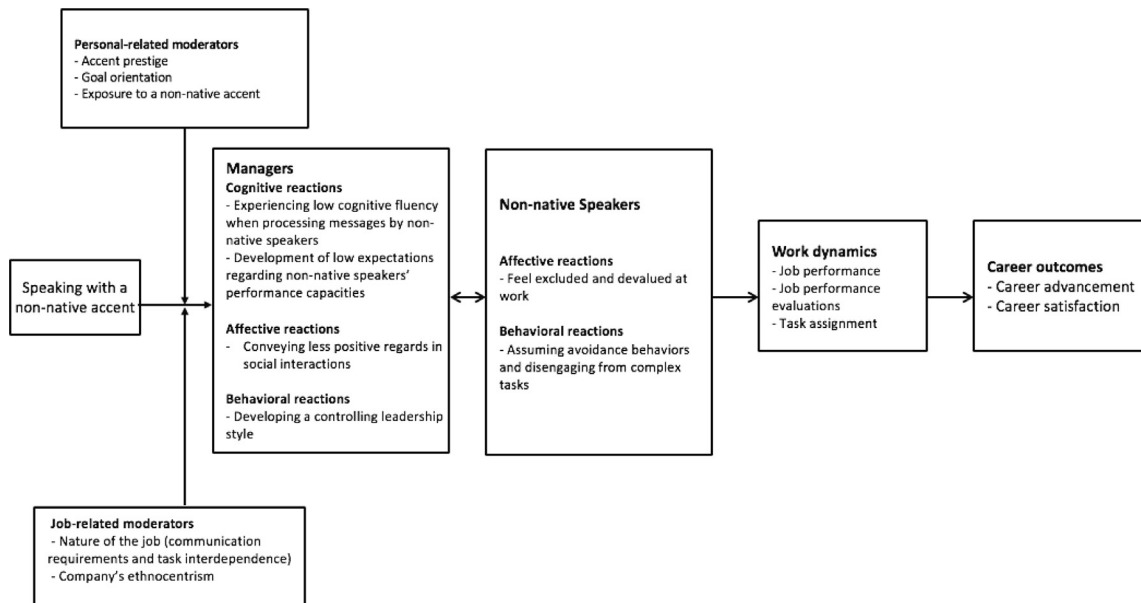 Personal-related moderators
- Accent prestige
- Goal orientation
- Exposure to a non-native accent
Speaking with a
non-native accent
Managers
Cognitive reactions
- Experiencing low cognitive fluency
when processing messages by non-
native speakers
- Development of low expectations
regarding non-native speakers'
performance capacities
Affective reactions
- Conveying less positive regards in
social interactions
Behavioral reactions
- Developing a controlling leadership
style
Non-native Speakers
Affective reactions
- Feel excluded and devalued at
work
Behavioral reactions
- Assuming avoidance behaviors
and disengaging from complex
tasks
Work dynamics
- Job performance
- Job performance
evaluations
- Task assignment
Career outcomes
- Career advancement
- Career satisfaction
Job-related moderators
- Nature of the job (communication
requirements and task interdependence)
- Company's ethnocentrism